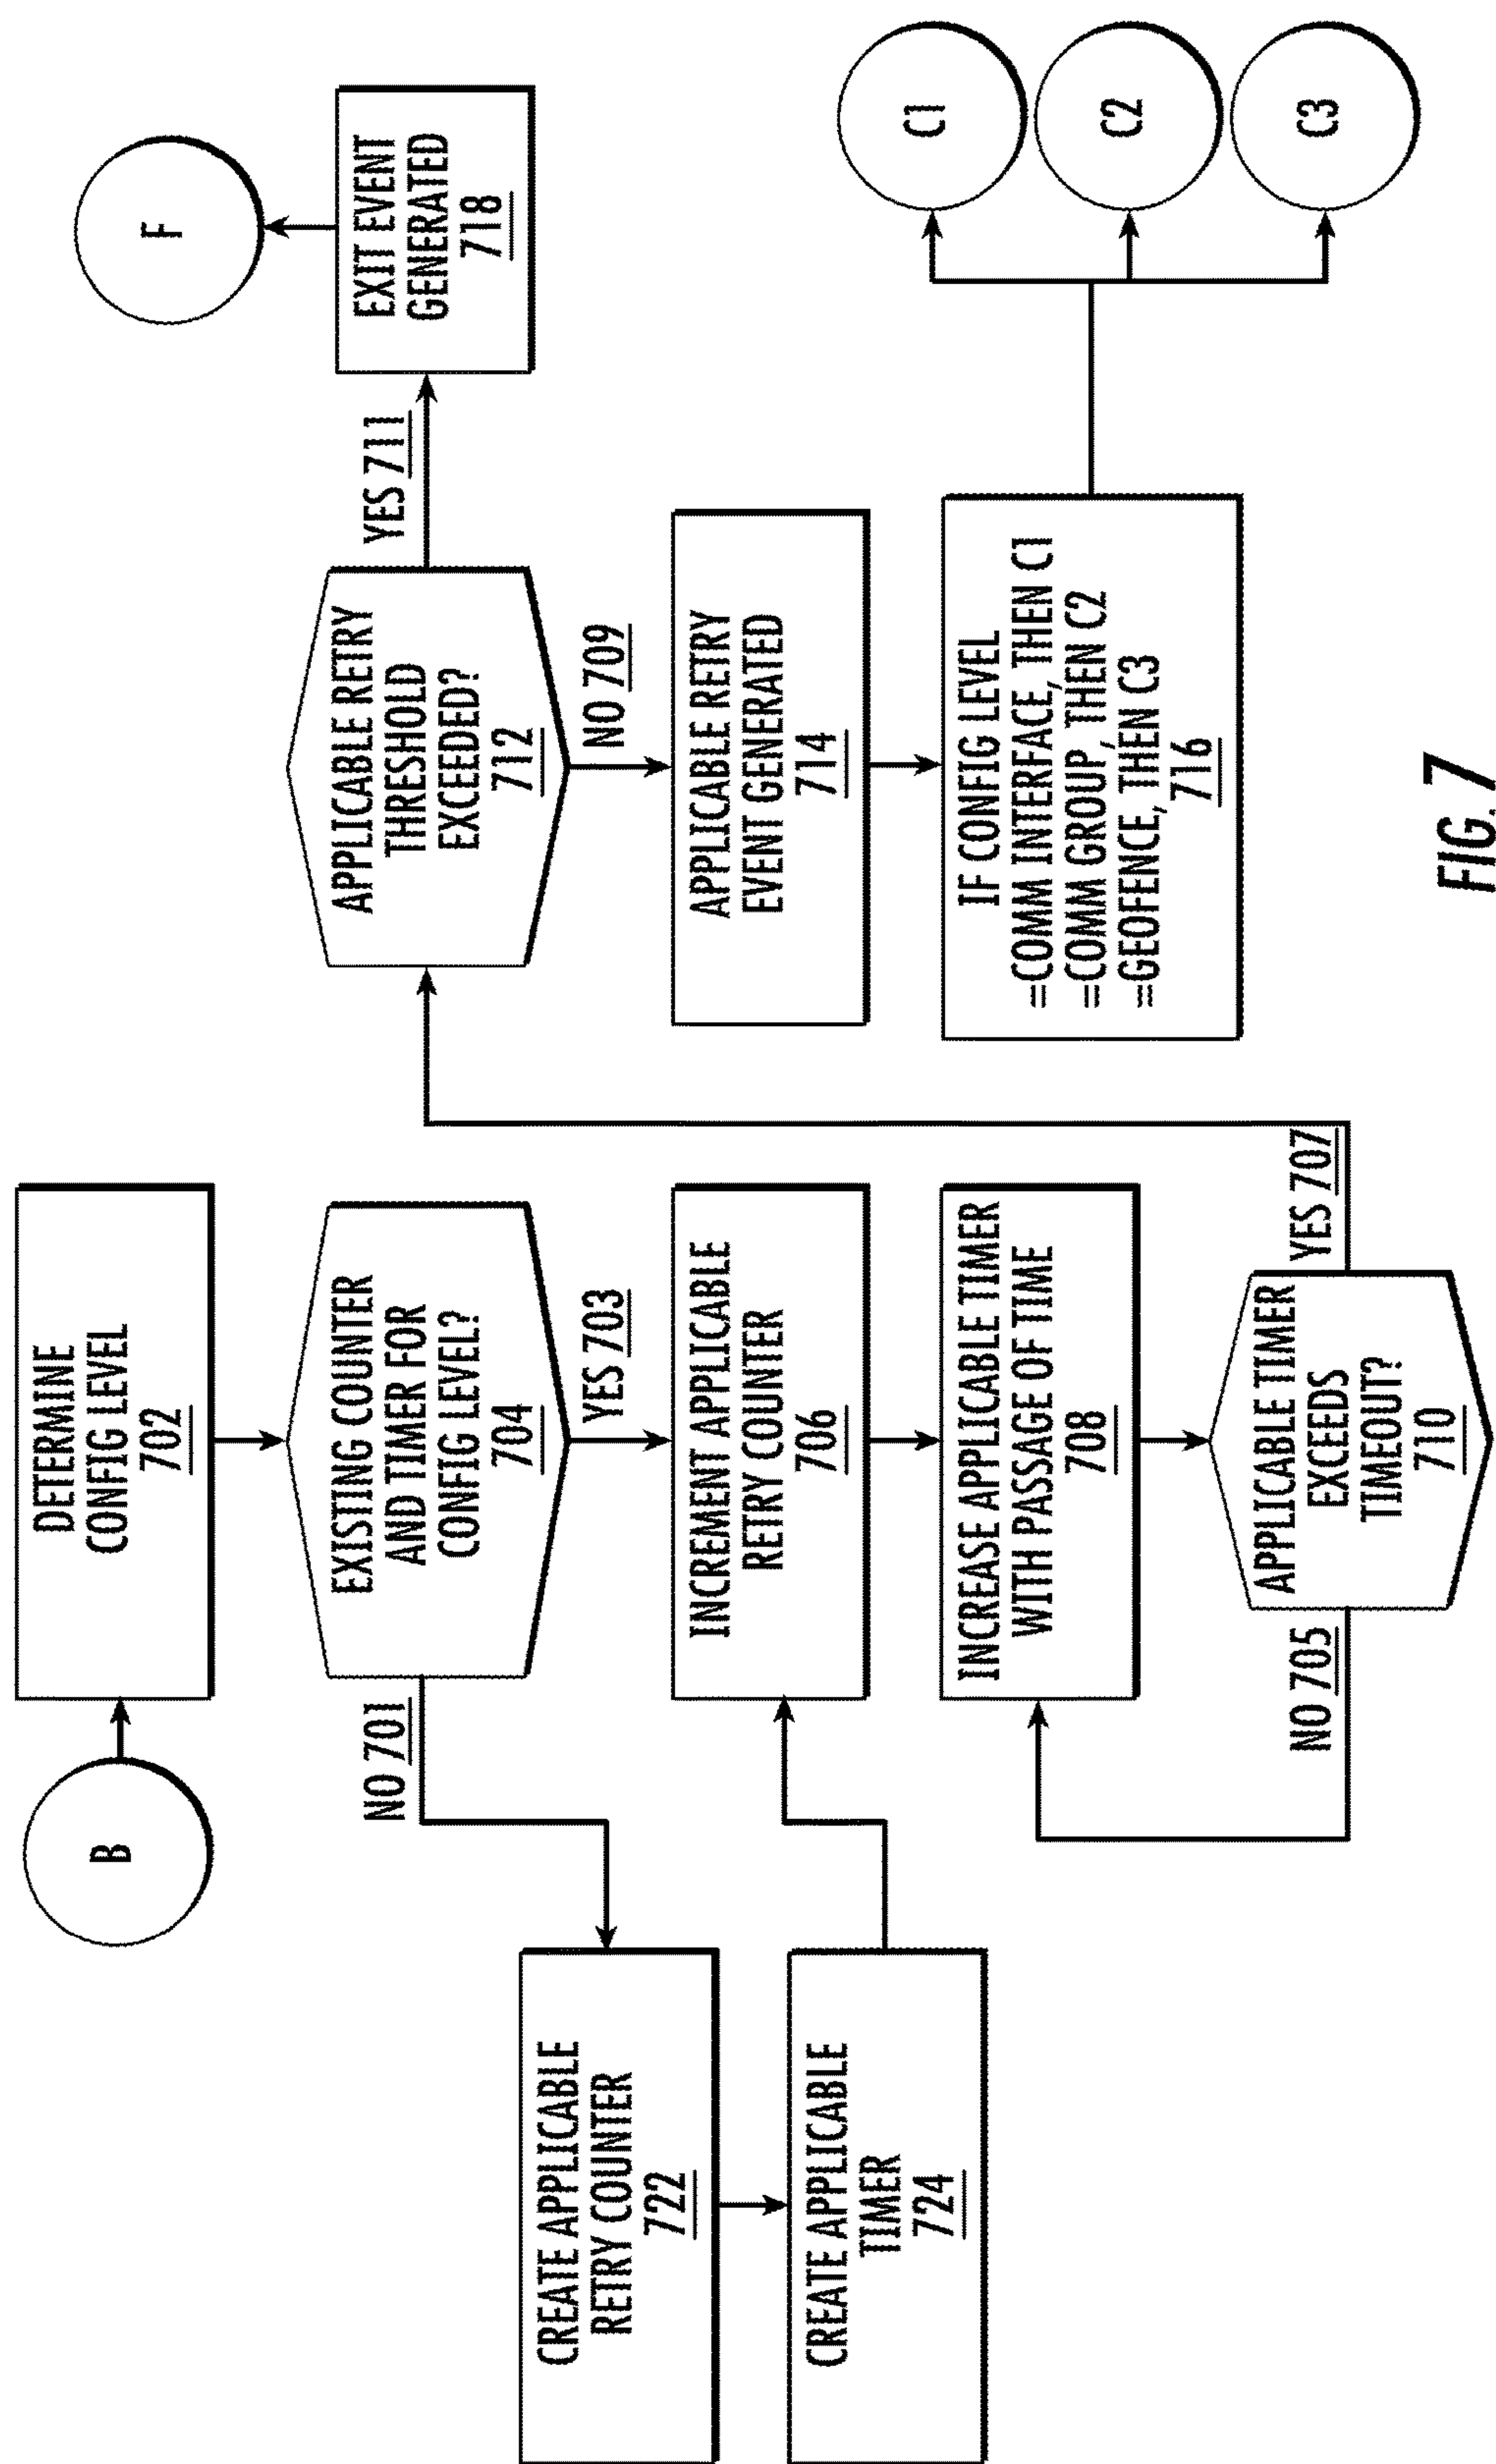 B
DETERMINE
CONFIG LEVEL
702
EXISTING COUNTER
AND TIMER FOR
CONFIG LEVEL?
704
NO 701
YES 703
CREATE APPLICABLE
RETRY COUNTER
722
CREATE APPLICABLE
TIMER
724
INCREMENT APPLICABLE
RETRY COUNTER
706
INCREASE APPLICABLE TIMER
WITH PASSAGE OF TIME
708
APPLICABLE TIMER
EXCEEDS
TIMEOUT?
710
NO 705
YES 707
APPLICABLE RETRY
THRESHOLD
EXCEEDED?
712
YES 711
NO 709
EXIT EVENT
GENERATED
718
F
APPLICABLE RETRY
EVENT GENERATED
714
IF CONFIG LEVEL
=COMM INTERFACE, THEN C1
=COMM GROUP, THEN C2
=GEOFENCE, THEN C3
716
C1
C2
C3
FIG. 7